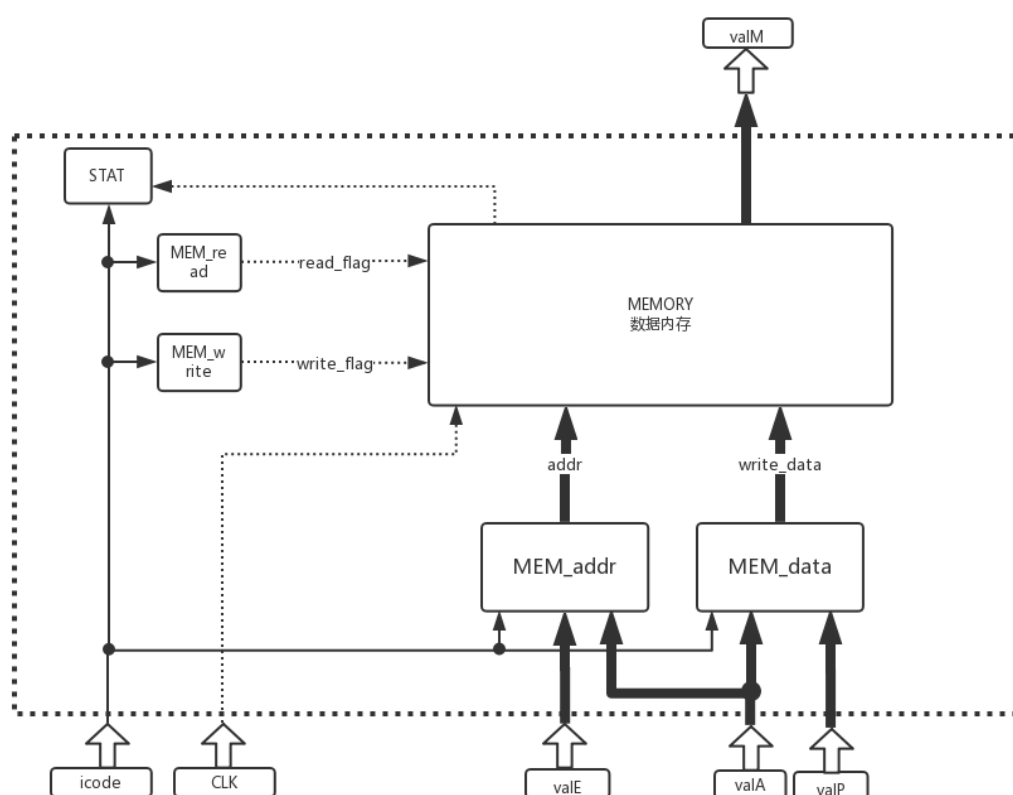 valM
STAT
MEM_re
ad
read_flag
MEMORY
数据内存
MEM_w
rite
write_flag
addr
write_data
MEM_addr
MEM_data
icode
CLK
valE
valA
valP